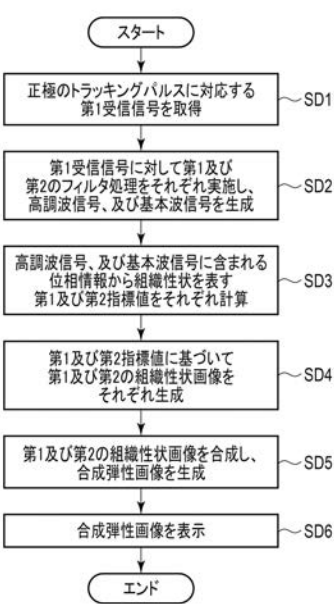 スタート
正極のトラッキングパルスに対応する
第1受信信号を取得
SD1
第1受信信号に対して第1及び
第2のフィルタ処理をそれぞれ実施し、
高調波信号、及び基本波信号を生成
SD2
高調波信号、及び基本波信号に含まれる
位相情報から組織性状を表す
第1及び第2指標値をそれぞれ計算
SD3
第1及び第2指標値に基づいて
第1及び第2の組織性状画像を
それぞれ生成
SD4
第1及び第2の組織性状画像を合成し、
合成弾性画像を生成
SD5
合成弾性画像を表示
SD6
エンド